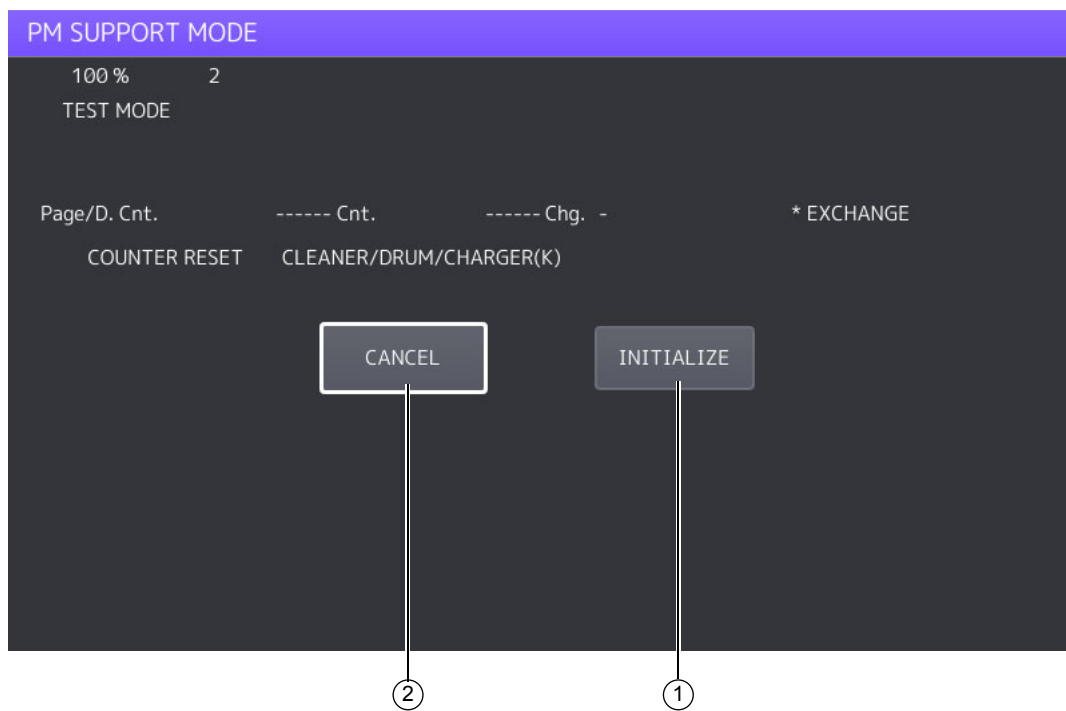 PM SUPPORT MODE
100 % 2
TEST MODE
Page/D. Cnt. ------ Cnt. ------ Chg. - * EXCHANGE
COUNTER RESET CLEANER/DRUM/CHARGER(K)
CANCEL INITIALIZE
2 1